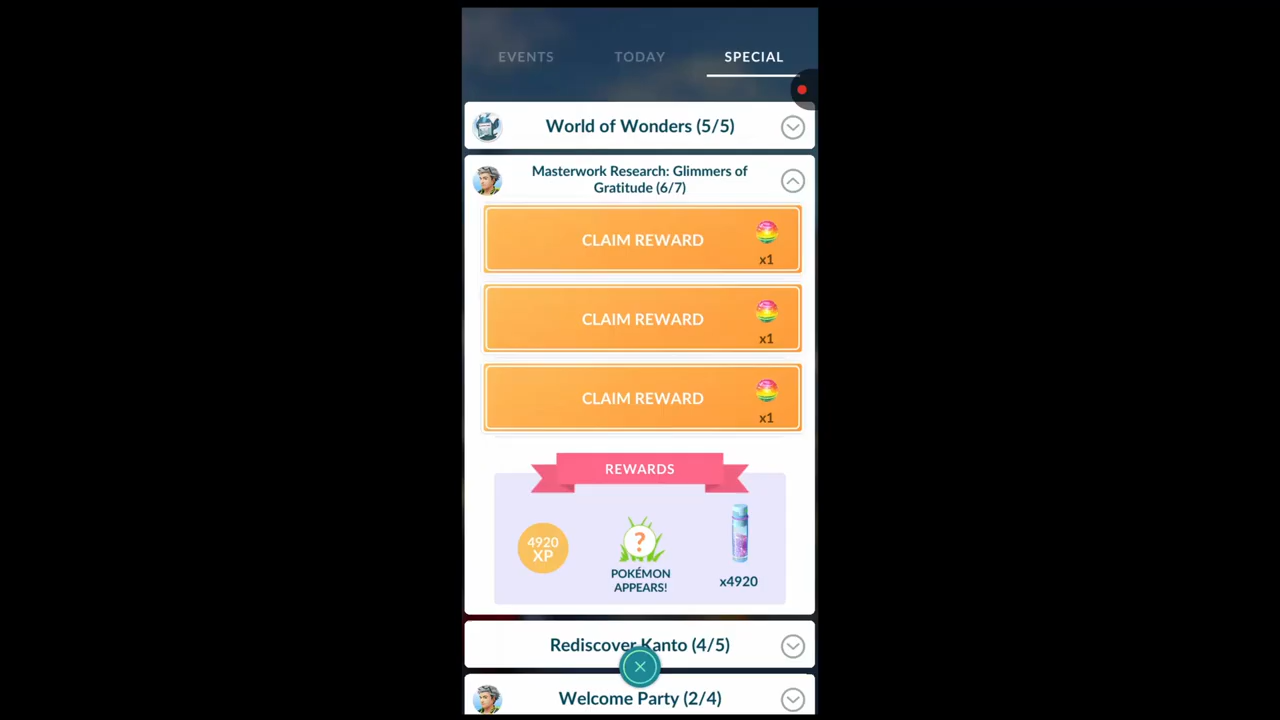 EVENTS
TODAY
SPECIAL
World of Wonders (5/5)
Masterwork Research: Glimmers of
Gratitude (6/7)
CLAIM REWARD
x1
CLAIM REWARD
x1
CLAIM REWARD
x1
REWARDS
4920
XP
?
POKÉMON
APPEARS!
x4920
Rediscover Kanto (4/5)
Welcome Party (2/4)